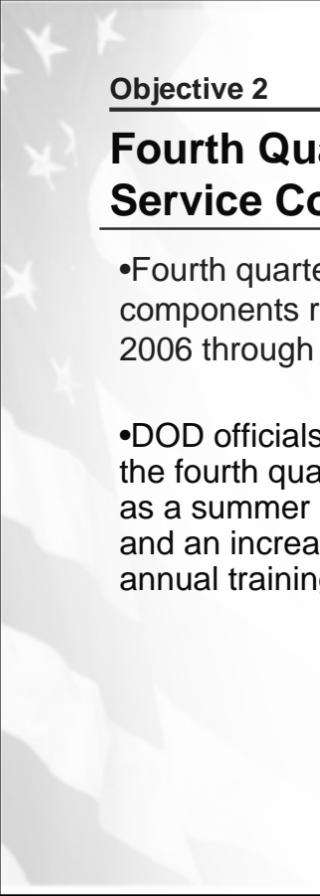 Objective 2
Fourth Qu
Service Co
•Fourth quarte
components r
2006 through
•DOD officials
the fourth qua
as a summer
and an increa
annual training